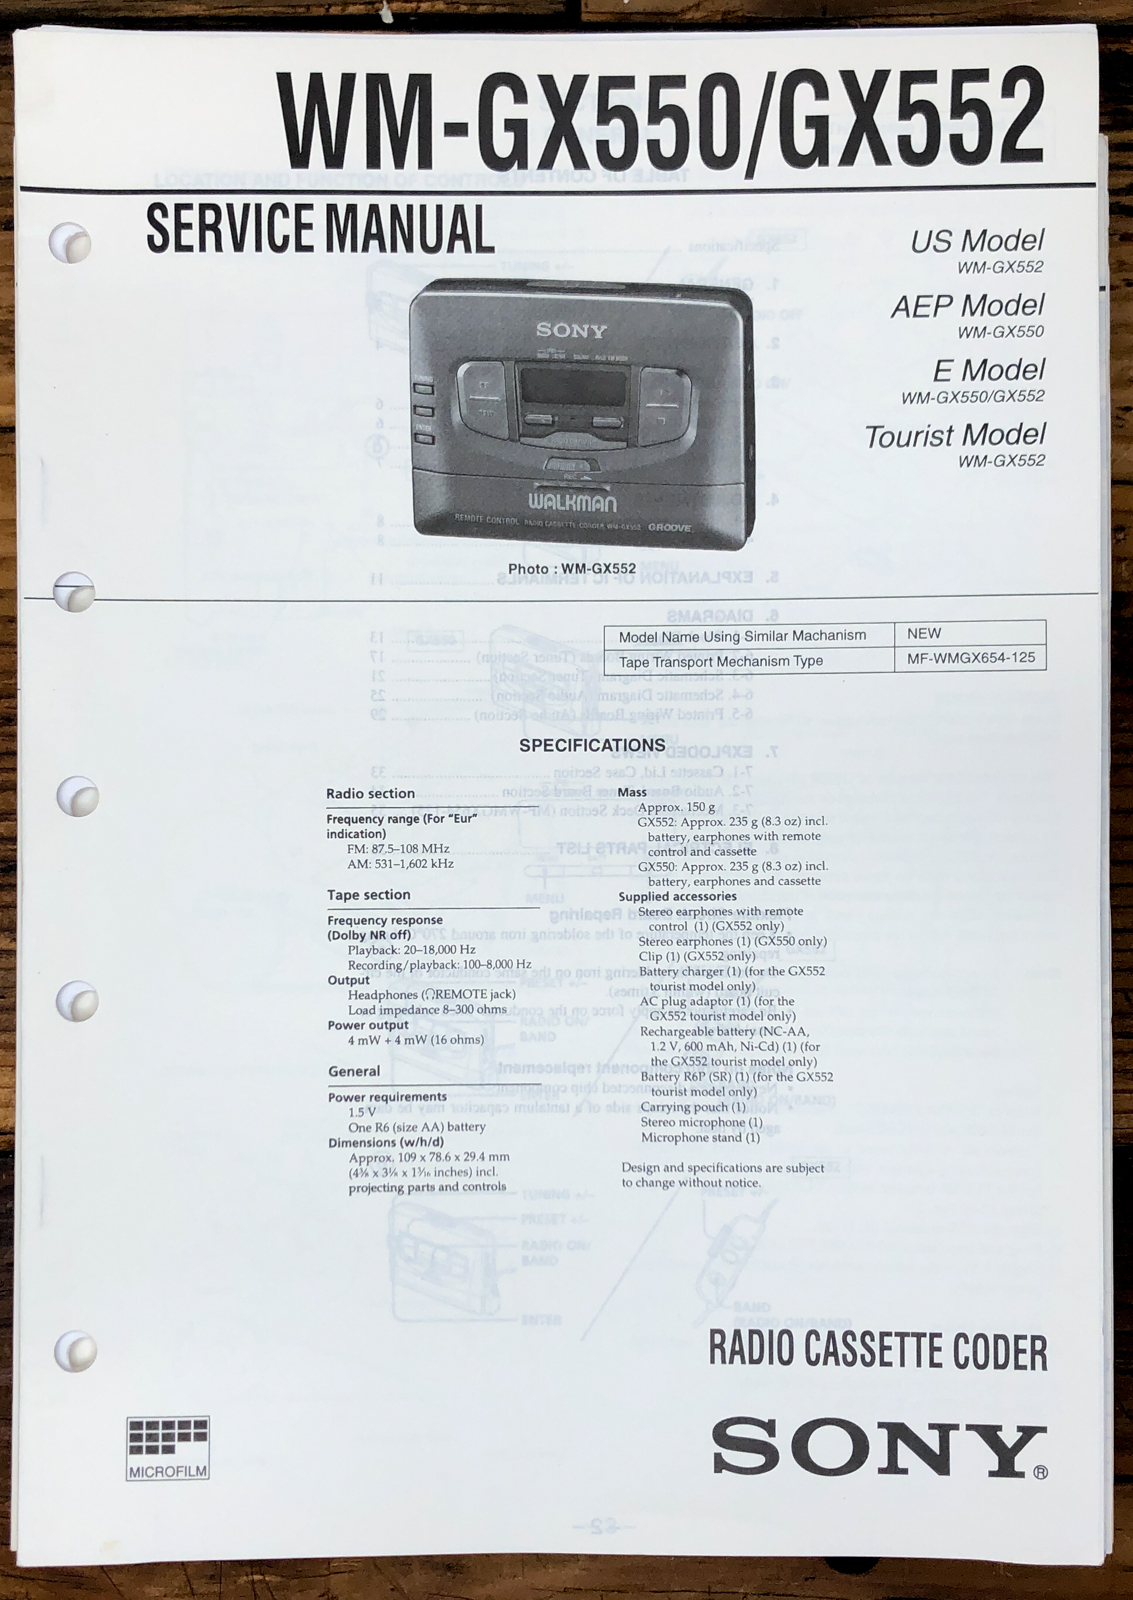 WM-GX550/GX552
SERVICE MANUAL
US Model
WM-GX552
AEP Model
WM-GX550
E Model
WM-GX550/GX552
Tourist Model
WM-GX552
SONY
WALKMAN
REMOTE CONTROL RADIO CASSETTE CORDER WM-GX552 GROOVE
Photo : WM-GX552
Model Name Using Similar Machanism NEW
Tape Transport Mechanism Type MF-WMGX654-125
SPECIFICATIONS
Radio section
Frequency range (For "Eur"
indication)
FM: 87.5–108 MHz
AM: 531–1,602 kHz
Tape section
Frequency response
(Dolby NR off)
Playback: 20–18,000 Hz
Recording/playback: 100–8,000 Hz
Output
Headphones (REMOTE jack)
Load impedance 8–300 ohms
Power output
4 mW + 4 mW (16 ohms)
General
Power requirements
1.5 V
One R6 (size AA) battery
Dimensions (w/h/d)
Approx. 109 x 78.6 x 29.4 mm
inches) incl.
projecting parts and controls
Mass
Approx. 150 g
GX552: Approx. 235 g (8.3 oz) incl.
battery, earphones with remote
control and cassette
GX550: Approx. 235 g (8.3 oz) incl.
battery, earphones and cassette
Supplied accessories
Stereo earphones with remote
control (1) (GX552 only)
Stereo earphones (1) (GX550 only)
Clip (1) (GX552 only)
Battery charger (1) (for the GX552
tourist model only)
AC plug adaptor (1) (for the
GX552 tourist model only)
Rechargeable battery (NC-AA,
1.2 V, 600 mAh, Ni-Cd) (1) (for
the GX552 tourist model only)
Battery R6P (SR) (1) (for the GX552
tourist model only)
Carrying pouch (1)
Stereo microphone (1)
Microphone stand (1)
Design and specifications are subject
to change without notice.
RADIO CASSETTE CODER
MICROFILM
SONY®